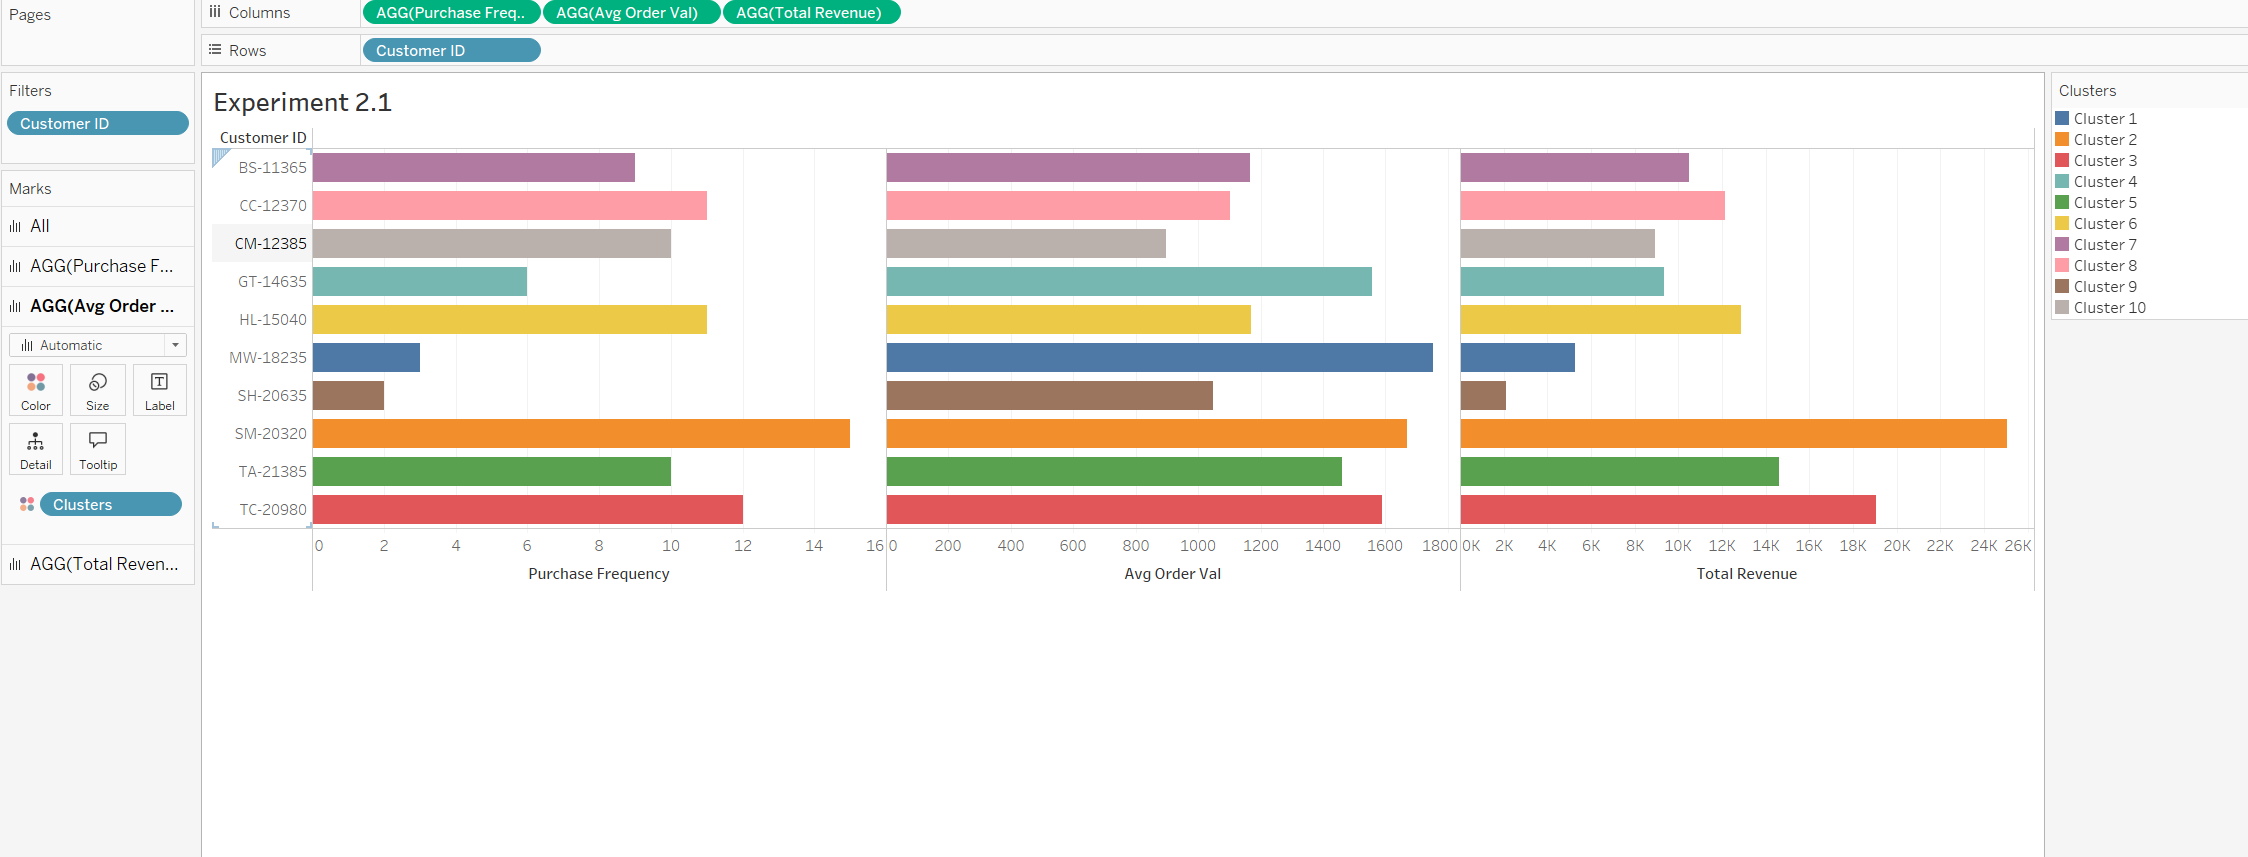 Pages
Columns
AGG(Purchase Freq..
AGG(Avg Order Val)
AGG(Total Revenue)
Rows
Customer ID
Filters
Customer ID
Marks
All
AGG(Purchase F...
AGG(Avg Order ...
Automatic
Color
Size
Label
Detail
Tooltip
Clusters
AGG(Total Reven...
Experiment 2.1
Customer ID
BS-11365
CC-12370
CM-12385
GT-14635
HL-15040
MW-18235
SH-20635
SM-20320
TA-21385
TC-20980
0 2 4 6 8 10 12 14 16
Purchase Frequency
0 200 400 600 800 1000 1200 1400 1600 1800
Avg Order Val
0K 2K 4K 6K 8K 10K 12K 14K 16K 18K 20K 22K 24K 26K
Total Revenue
Clusters
Cluster 1
Cluster 2
Cluster 3
Cluster 4
Cluster 5
Cluster 6
Cluster 7
Cluster 8
Cluster 9
Cluster 10